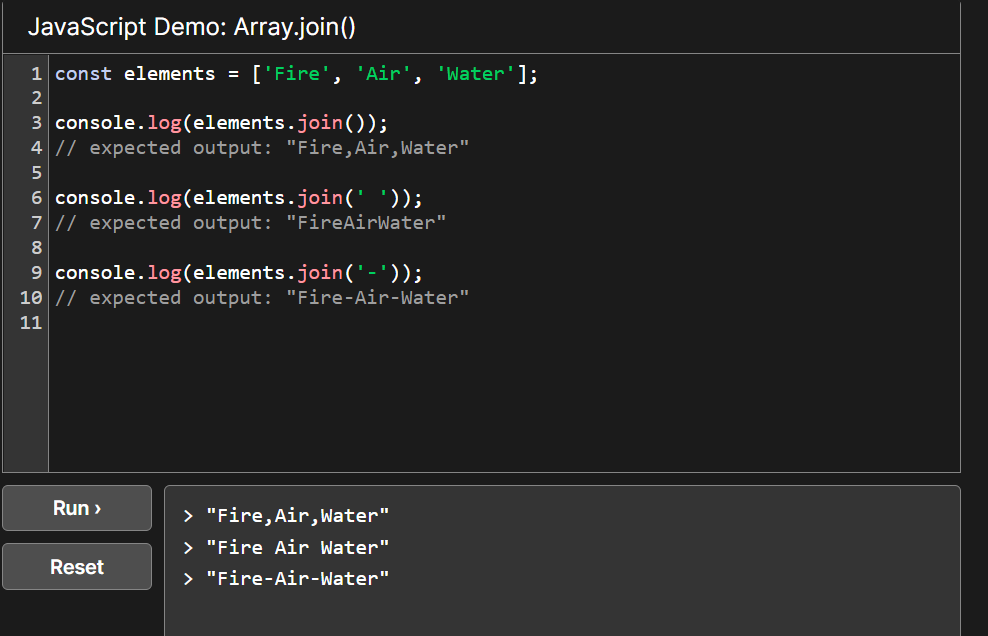 JavaScript Demo: Array.join()
1 const elements = ['Fire', 'Air', 'Water'];
2
3 console.log(elements.join());
4 // expected output: "Fire,Air,Water"
5
6 console.log(elements.join(' '));
7 // expected output: "FireAirWater"
8
9 console.log(elements.join('-'));
10 // expected output: "Fire-Air-Water"
11
Run ›
> "Fire,Air,Water"
> "Fire Air Water"
Reset
> "Fire-Air-Water"